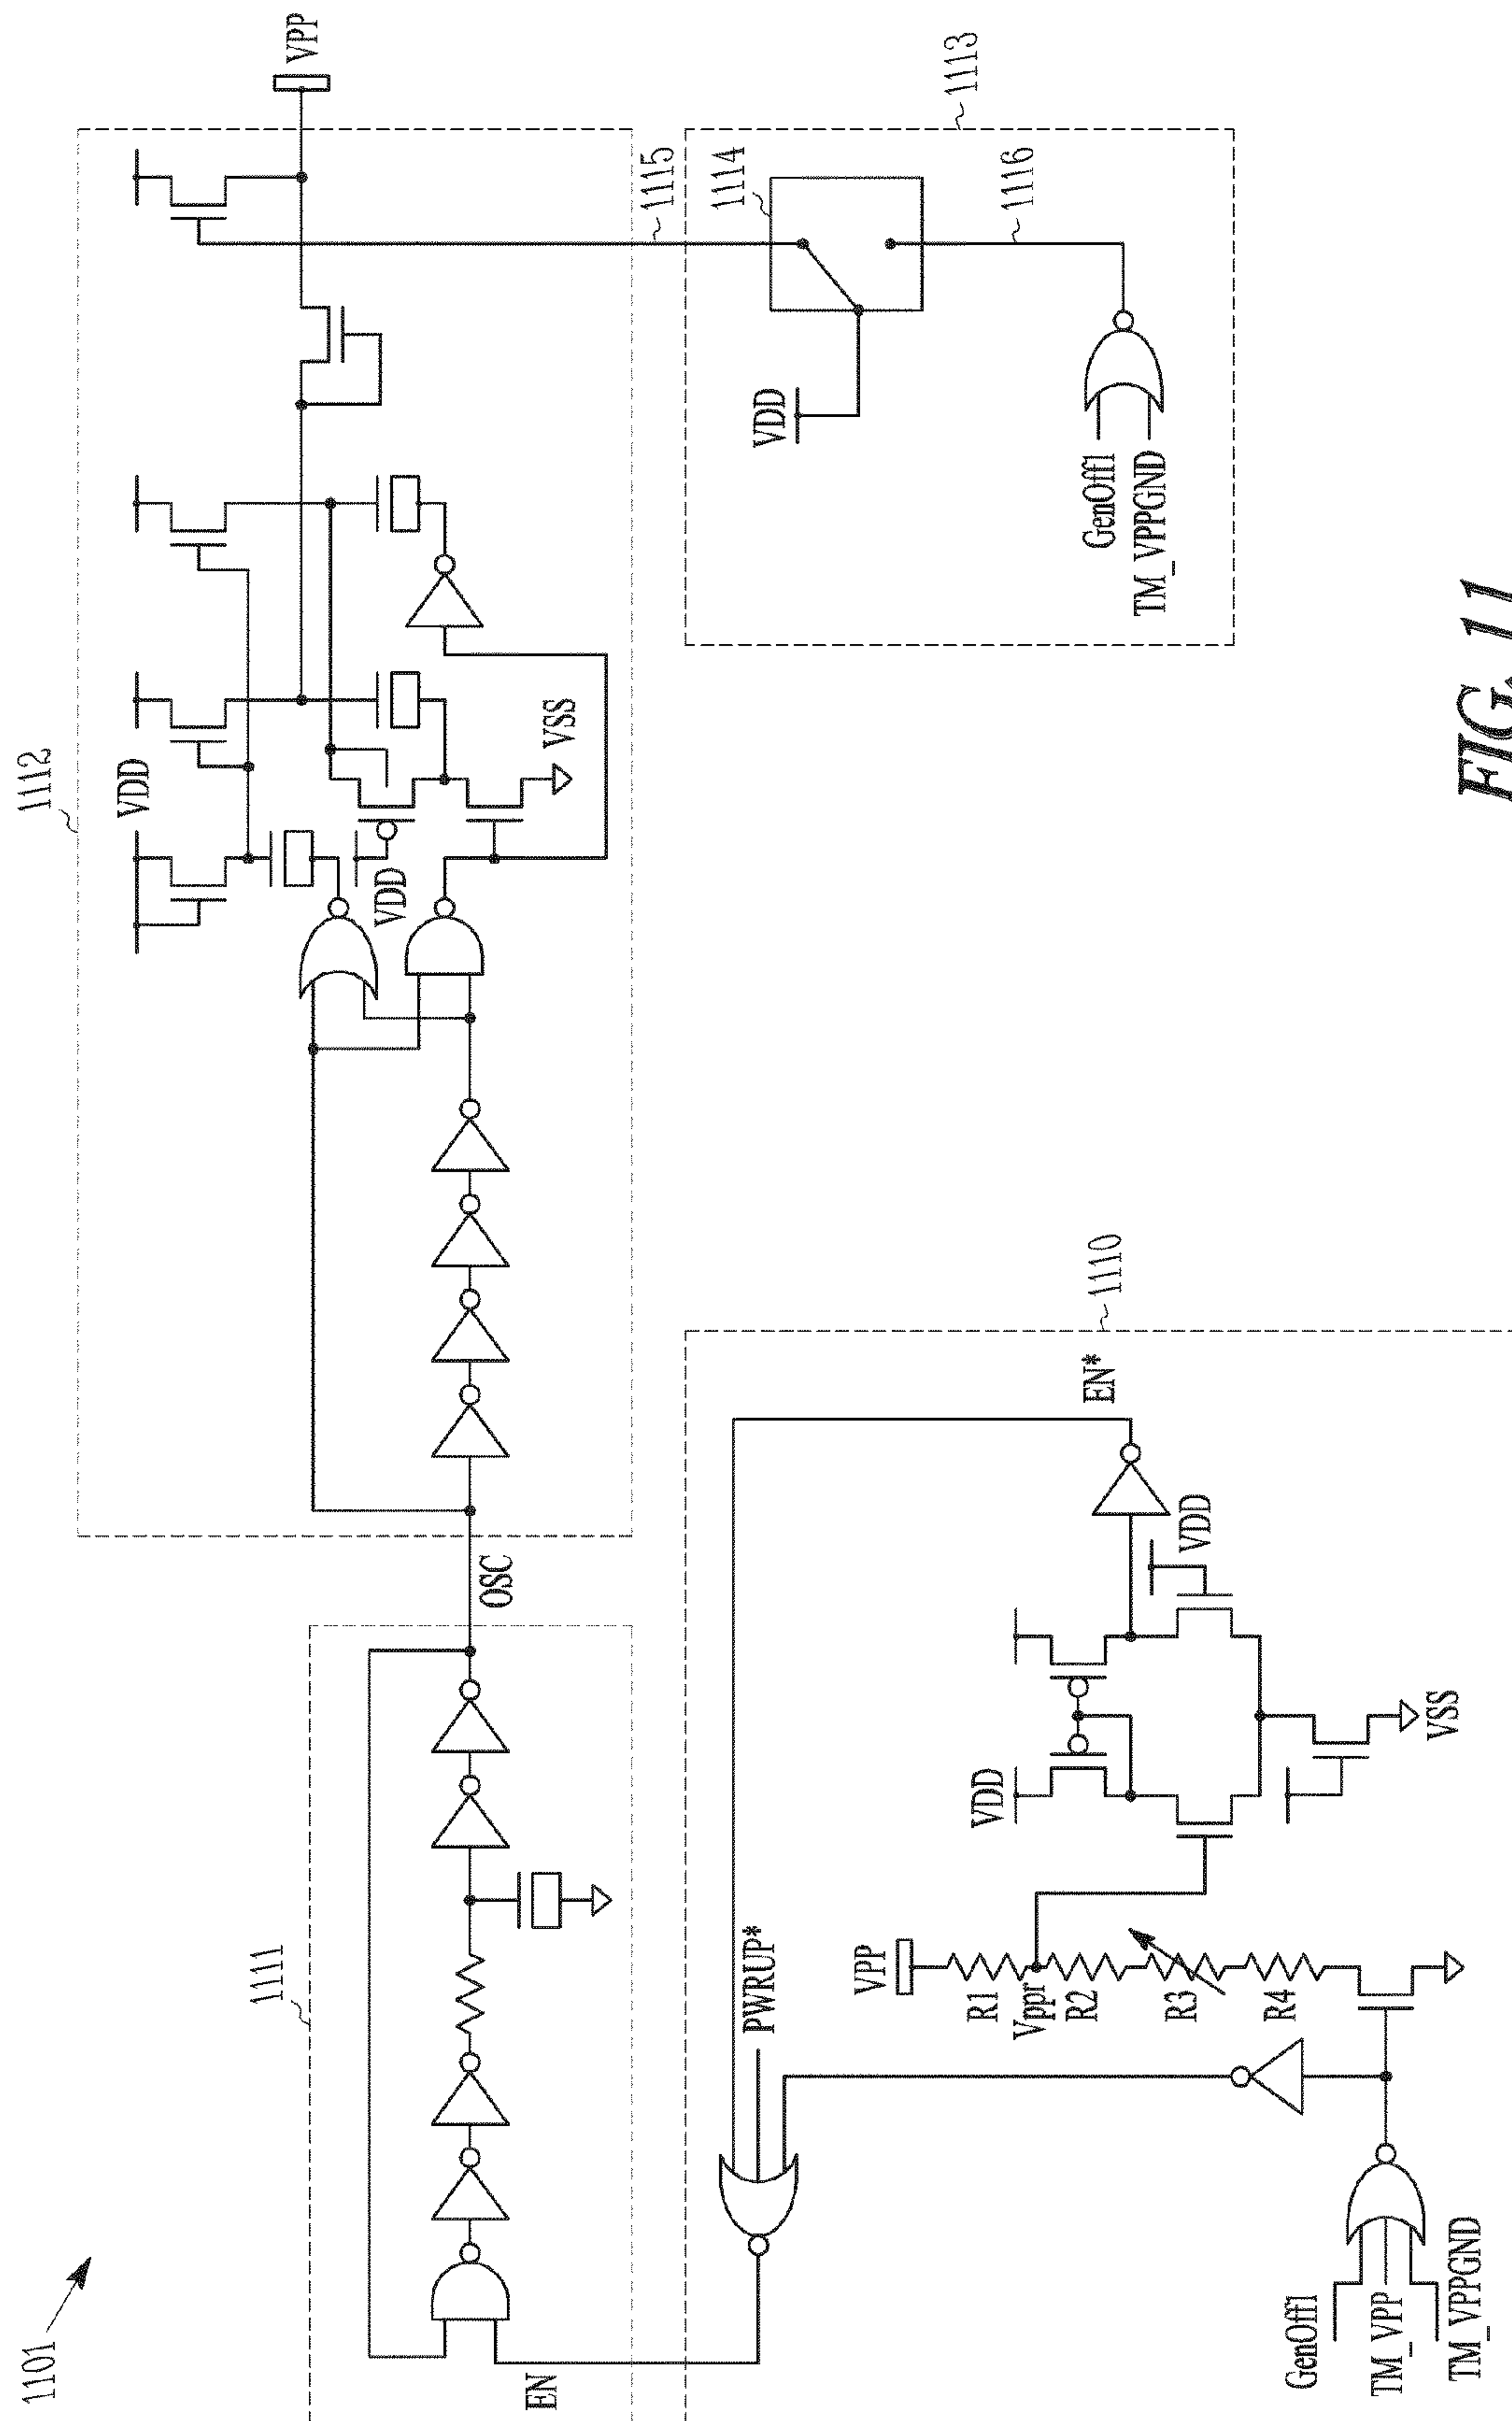 1101
1111
EN
OSC
1112
VDD
VDD
VSS
VPP
1115
1113
1114
1116
VDD
GenOff1
TM_VPPGND
1110
EN*
PWRUP*
VPP
R1
Vppr
R2
R3
R4
VDD
VDD
VSS
GenOff1
TM_VPP
TM_VPPGND
FIG. 11